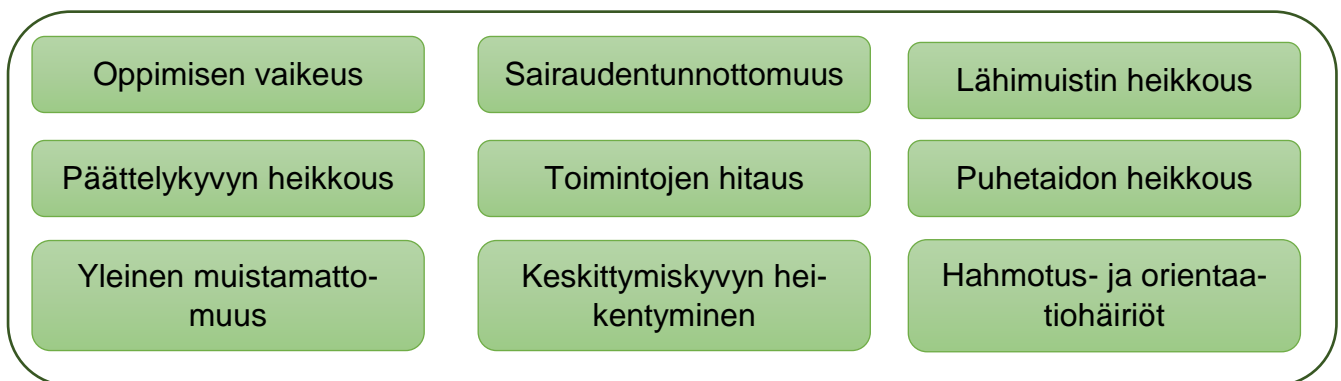 Oppimisen vaikeus
Sairaudentunnottomuus
Lähimuistin heikkous
Päättelykyvyn heikkous
Toimintojen hitaus
Puhetaidon heikkous
Yleinen muistamatto-
muus
Keskittymiskyvyn hei-
kentyminen
Hahmotus- ja orientaa-
tiohäiriöt